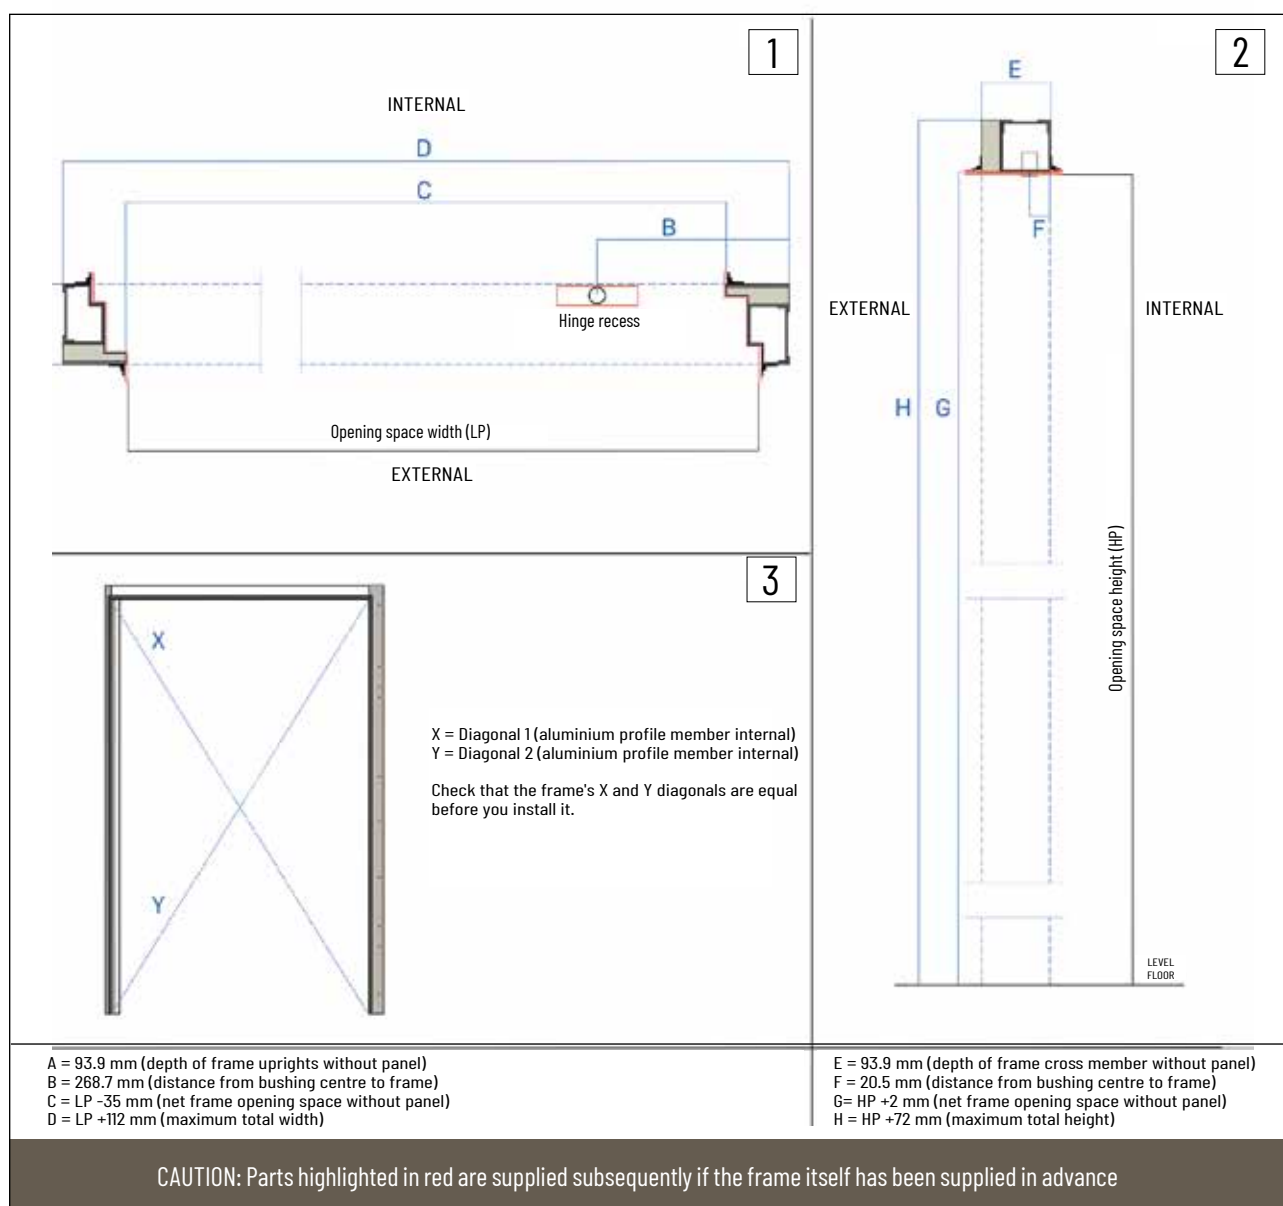 1
INTERNAL
D
C
B
Hinge recess
Opening space width (LP)
EXTERNAL
2
E
F
EXTERNAL
INTERNAL
H
G
Opening space height (HP)
LEVEL
FLOOR
3
X
Y
X = Diagonal 1 (aluminium profile member internal)
Y = Diagonal 2 (aluminium profile member internal)
Check that the frame's X and Y diagonals are equal
before you install it.
A = 93.9 mm (depth of frame uprights without panel)
B = 268.7 mm (distance from bushing centre to frame)
C = LP -35 mm (net frame opening space without panel)
D = LP +112 mm (maximum total width)
E = 93.9 mm (depth of frame cross member without panel)
F = 20.5 mm (distance from bushing centre to frame)
G= HP +2 mm (net frame opening space without panel)
H = HP +72 mm (maximum total height)
CAUTION: Parts highlighted in red are supplied subsequently if the frame itself has been supplied in advance